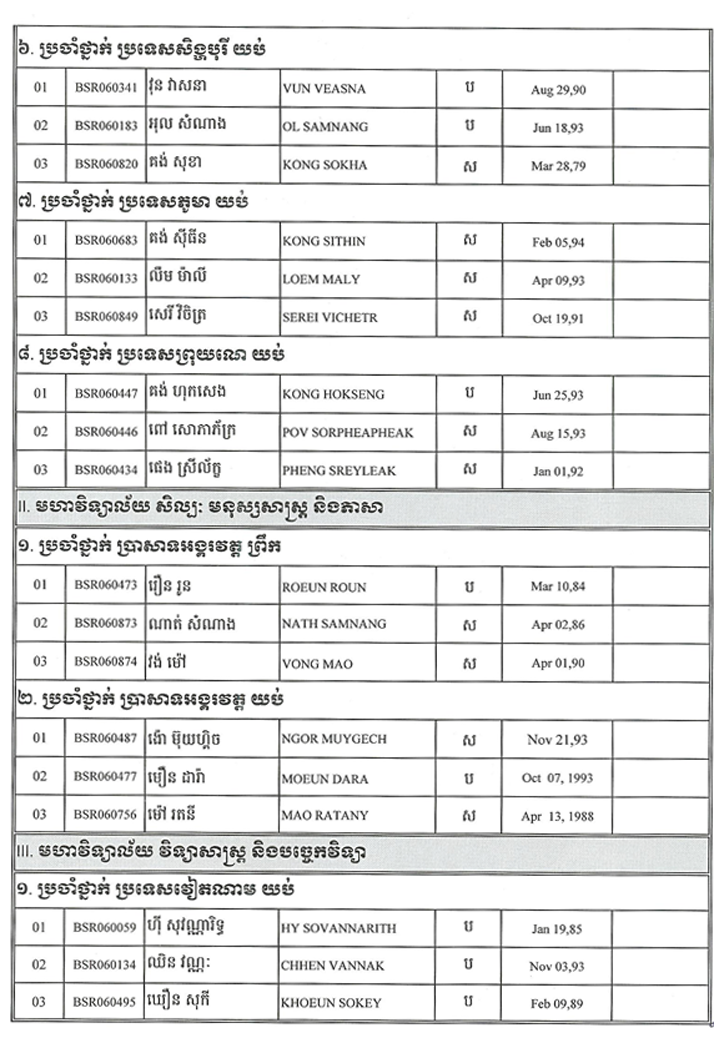 ៦. ប្រចាំថ្នាក់ ប្រទេសសិង្ហបុរី យប់
01 BSR060341 វុន វាសនា VUN VEASNA ប Aug 29,90
02 BSR060183 អុល សំណាង OL SAMNANG ប Jun 18,93
03 BSR060820 គង់ សុខា KONG SOKHA ស Mar 28,79
៧. ប្រចាំថ្នាក់ ប្រទេសភូមា យប់
01 BSR060683 គង់ ស៊ីធីន KONG SITHIN ស Feb 05,94
02 BSR060133 លឹម ម៉ាលី LOEM MALY ស Apr 09,93
03 BSR060849 សេរី វិចិត្រ SEREI VICHETR ស Oct 19,91
៨. ប្រចាំថ្នាក់ ប្រទេសព្រុយណេ យប់
01 BSR060447 គង់ ហុកសេង KONG HOKSENG ប Jun 25,93
02 BSR060446 ពៅ សោភាភ័ក្រ POV SORPHEAPHEAK ស Aug 15,93
03 BSR060434 ផេង ស្រីល័ក្ខ PHENG SREYLEAK ស Jan 01,92
II. មហាវិទ្យាល័យ សិល្បៈ មនុស្សសាស្ត្រ និងភាសា
១. ប្រចាំថ្នាក់ ប្រាសាទអង្គរវត្ត ព្រឹក
01 BSR060473 រឿន រួន ROEUN ROUN ប Mar 10,84
02 BSR060873 ណាត់ សំណាង NATH SAMNANG ស Apr 02,86
03 BSR060874 វង់ ម៉ៅ VONG MAO ស Apr 01,90
២. ប្រចាំថ្នាក់ ប្រាសាទអង្គរវត្ត យប់
01 BSR060487 ង៉ោ ម៊ុយហ្គិច NGOR MUYGECH ស Nov 21,93
02 BSR060477 មឿន ដារ៉ា MOEUN DARA ប Oct 07, 1993
03 BSR060756 ម៉ៅ រតនី MAO RATANY ស Apr 13, 1988
III. មហាវិទ្យាល័យ វិទ្យាសាស្ត្រ និងបច្ចេកវិទ្យា
១. ប្រចាំថ្នាក់ ប្រទេសវៀតណាម យប់
01 BSR060059 ហ៊ី សុវណ្ណារិទ្ធ HY SOVANNARITH ប Jan 19,85
02 BSR060134 ឈិន វណ្ណៈ CHHEN VANNAK ប Nov 03,93
03 BSR060495 ឃឿន សុកី KHOEUN SOKEY ប Feb 09,89